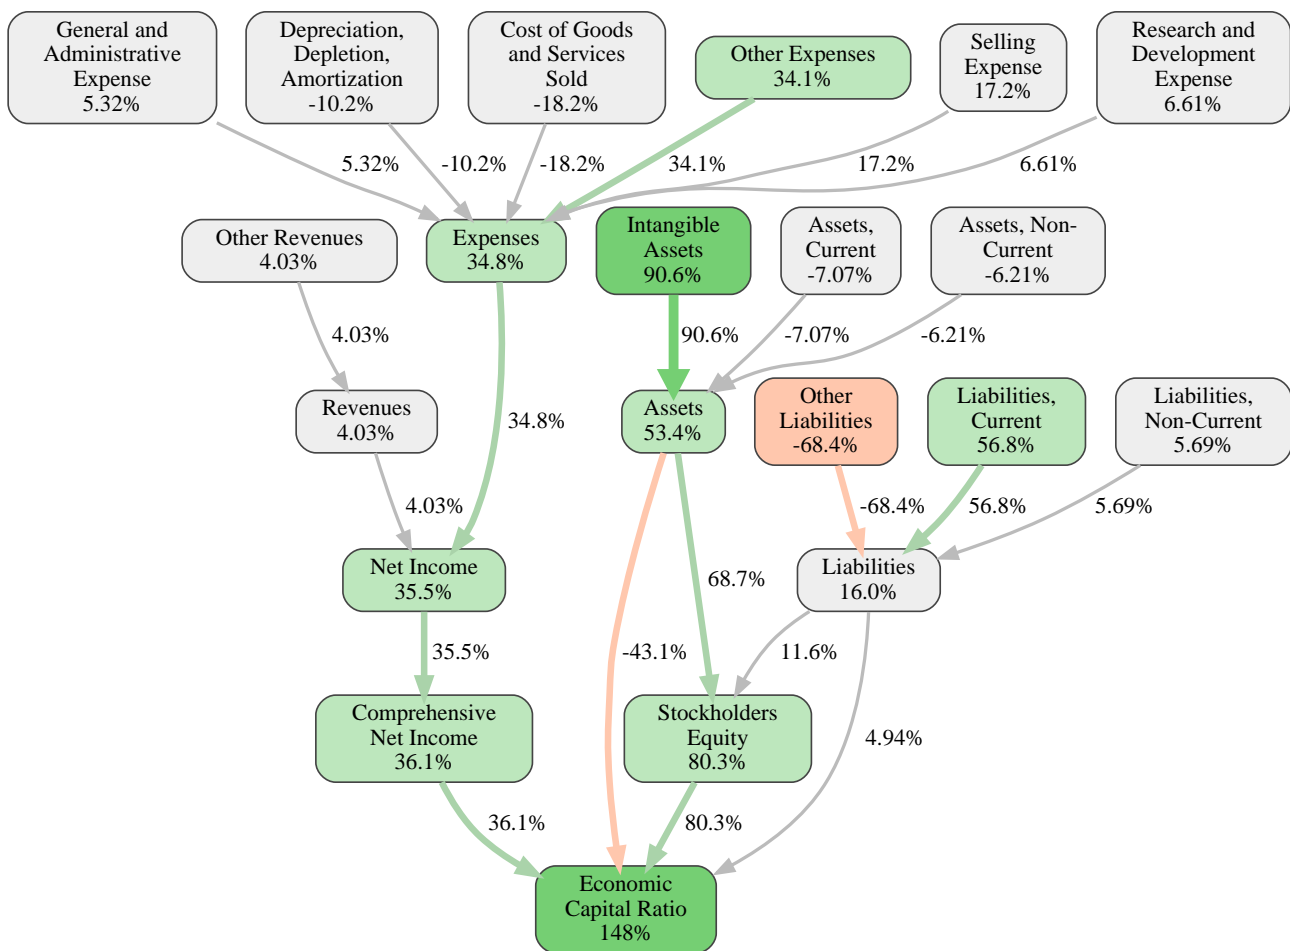 General and
Administrative
Expense
5.32%
Depreciation,
Depletion,
Amortization
-10.2%
Cost of Goods
and Services
Sold
-18.2%
Other Expenses
34.1%
Selling
Expense
17.2%
Research and
Development
Expense
6.61%
5.32%
-10.2%
-18.2%
34.1%
17.2%
6.61%
Other Revenues
4.03%
Expenses
34.8%
Intangible
Assets
90.6%
Assets,
Current
-7.07%
Assets, Non-
Current
-6.21%
4.03%
90.6%
-7.07%
-6.21%
Revenues
4.03%
34.8%
Assets
53.4%
Other
Liabilities
-68.4%
Liabilities,
Current
56.8%
Liabilities,
Non-Current
5.69%
4.03%
-68.4%
56.8%
5.69%
Net Income
35.5%
68.7%
Liabilities
16.0%
35.5%
-43.1%
11.6%
Comprehensive
Net Income
36.1%
Stockholders
Equity
80.3%
4.94%
36.1%
80.3%
Economic
Capital Ratio
148%